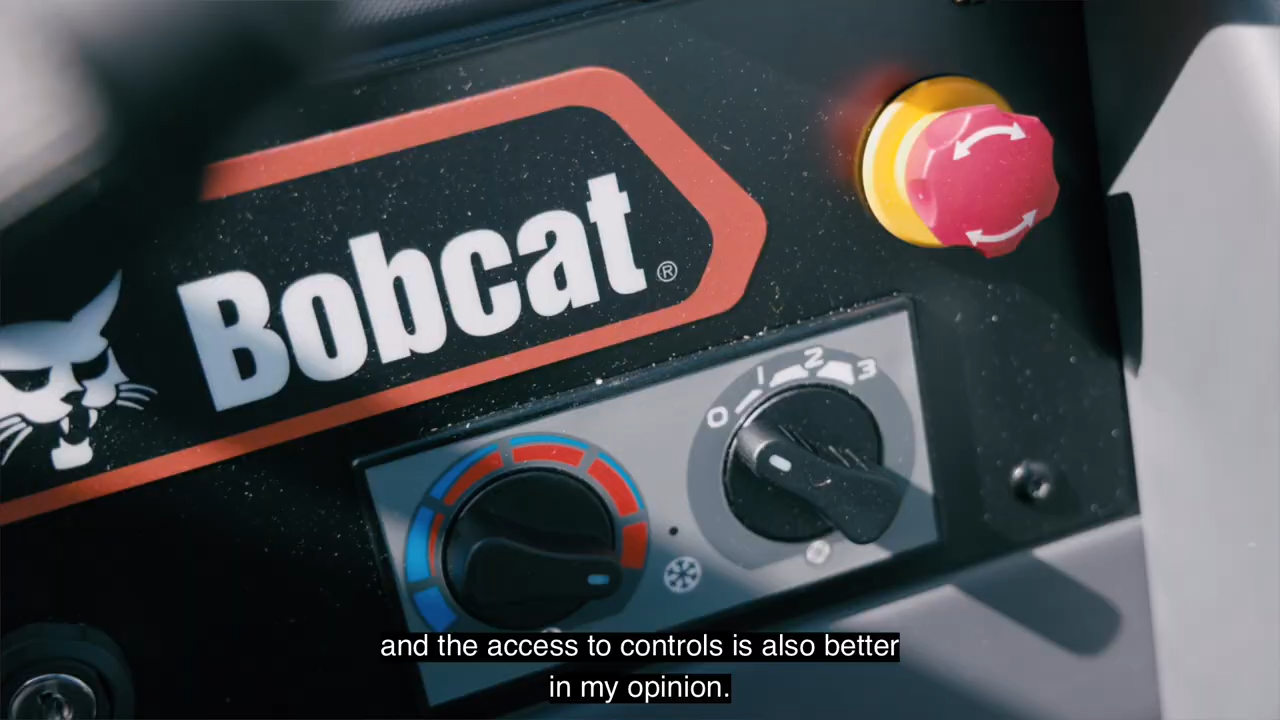 Bobcat®
0 1 2 3
and the access to controls is also better
in my opinion.